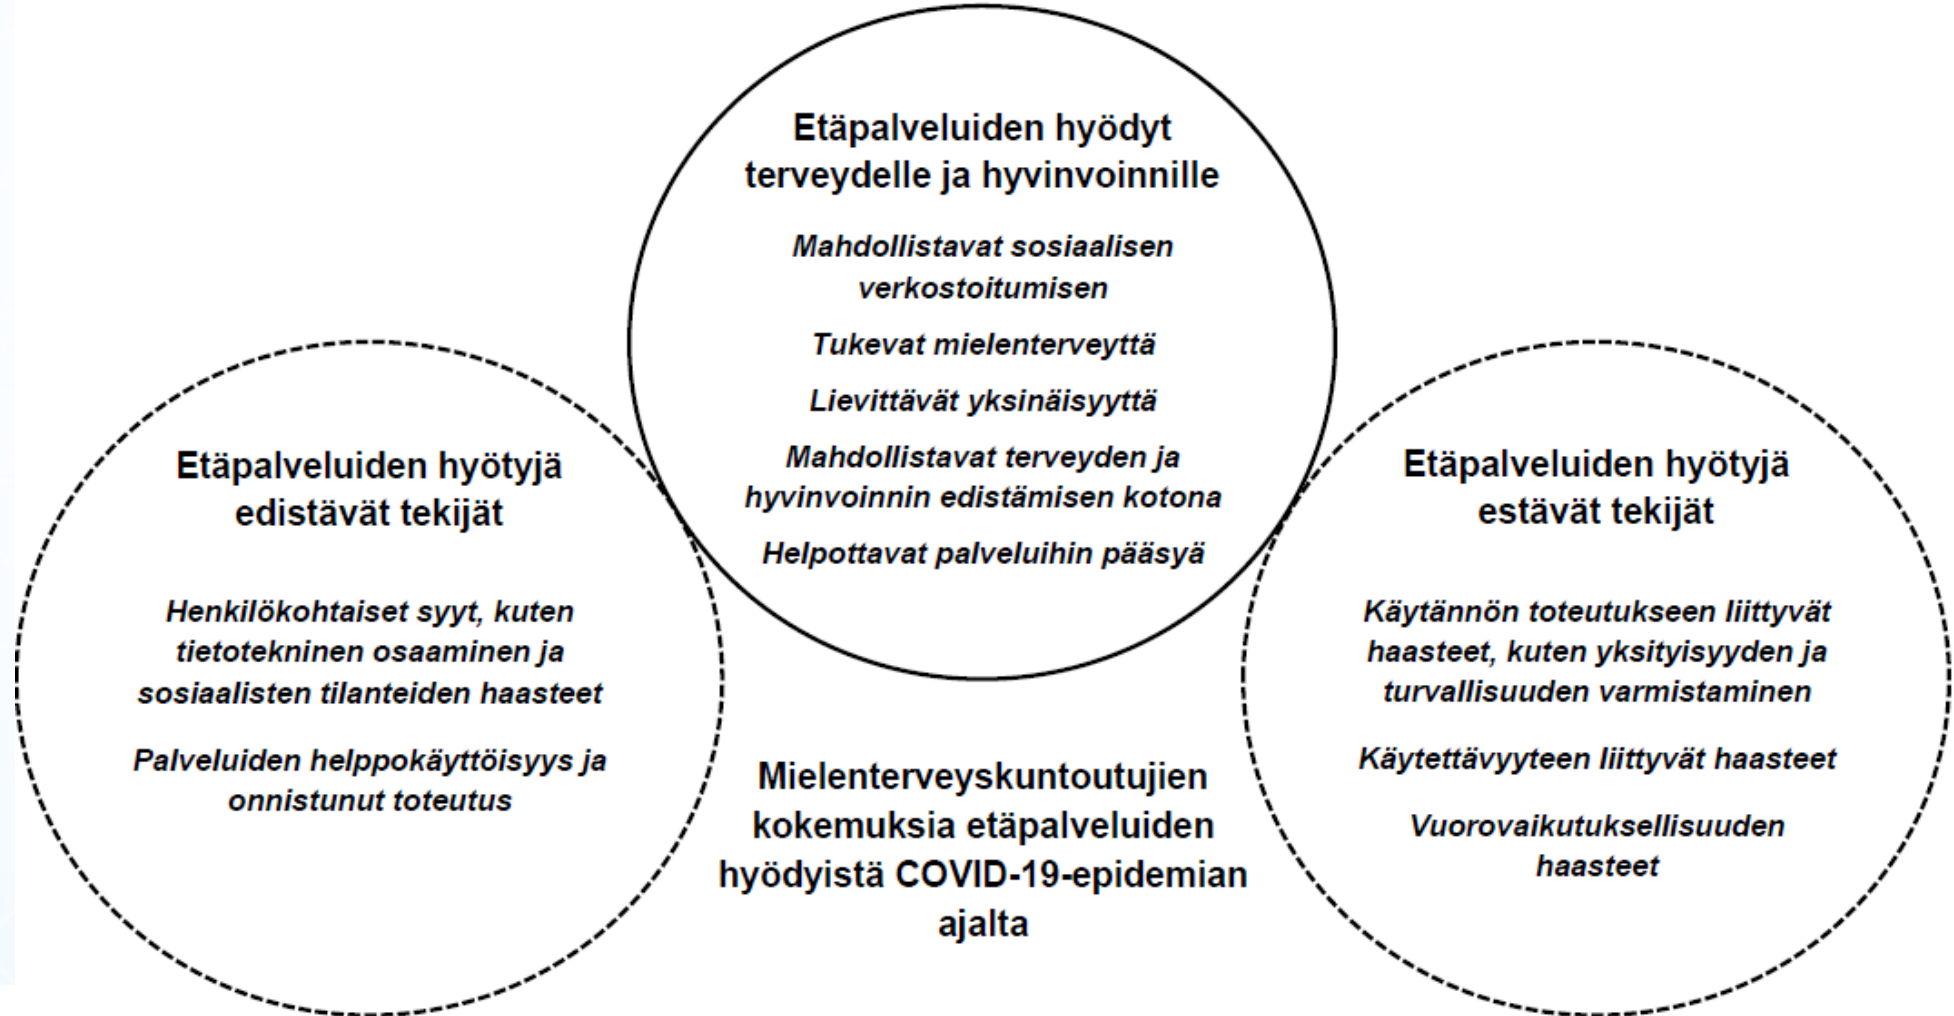 Etäpalveluiden hyödyt
terveydelle ja hyvinvoinnille
Mahdollistavat sosiaalisen
verkostoitumisen
Tukevat mielenterveyttä
Lievittävät yksinäisyyttä
Mahdollistavat terveyden ja
hyvinvoinnin edistämisen kotona
Helpottavat palveluihin pääsyä
Etäpalveluiden hyötyjä
edistävät tekijät
Henkilökohtaiset syyt, kuten
tietotekninen osaaminen ja
sosiaalisten tilanteiden haasteet
Palveluiden helppokäyttöisyys ja
onnistunut toteutus
Etäpalveluiden hyötyjä
estävät tekijät
Käytännön toteutukseen liittyvät
haasteet, kuten yksityisyyden ja
turvallisuuden varmistaminen
Käytettävyyteen liittyvät haasteet
Vuorovaikutuksellisuuden
haasteet
Mielenterveyskuntoutujien
kokemuksia etäpalveluiden
hyödyistä COVID-19-epidemian
ajalta